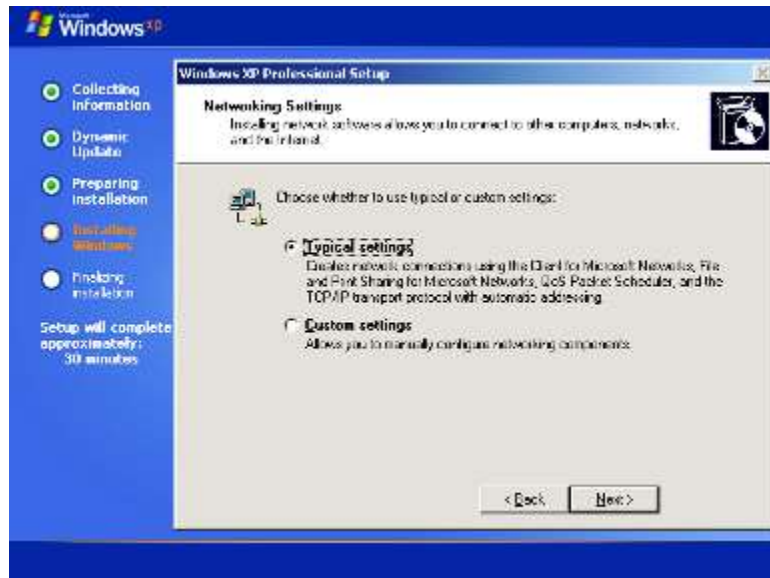 Microsoft
Windows xp
Collecting
information
Dynamic
Update
Preparing
installation
Installing
Windows
Finalizing
installation
Setup will complete
approximately:
30 minutes
Windows XP Professional Setup
Networking Settings
Installing network software allows you to connect to other computers, networks,
and the Internet.
Choose whether to use typical or custom settings:
Typical settings
Creates network connections using the Client for Microsoft Networks, File
and Print Sharing for Microsoft Networks, QoS Packet Scheduler, and the
TCP/IP transport protocol with automatic addressing.
Custom settings
Allows you to manually configure networking components.
< Back
Next >